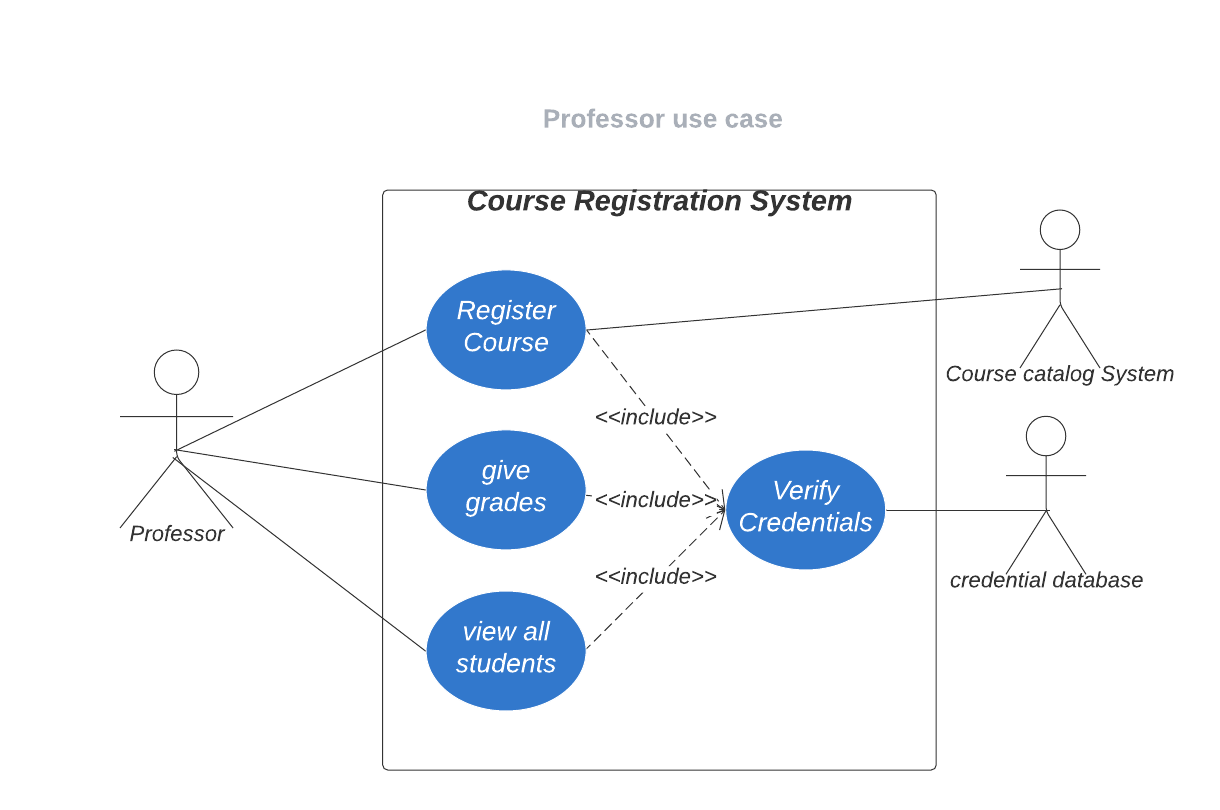 Professor use case
Course Registration System
Register
Course
Course catalog System
<<include>>
give
grades
<<include>>
Verify
Credentials
Professor
<<include>>
credential database
view all
students